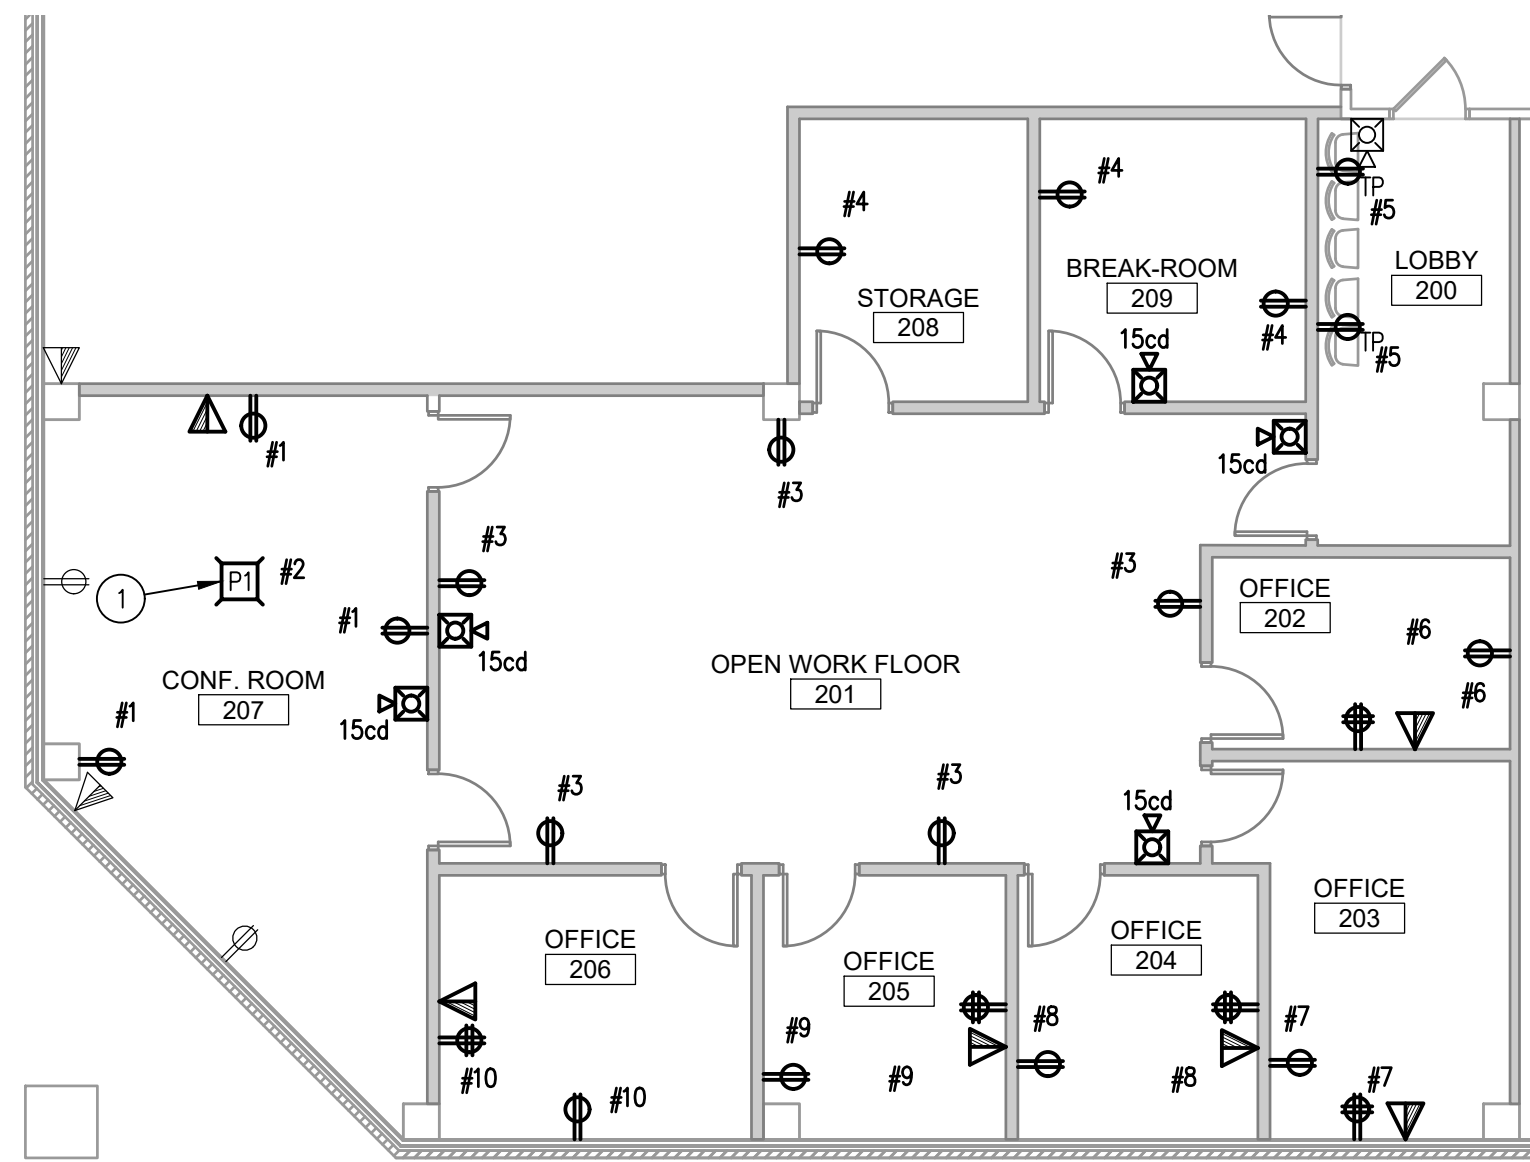 #4
#4
TP
#5
STORAGE
208
BREAK-ROOM
209
LOBBY
200
#4
15cd
TP
#5
#1
15cd
#3
#3
#3
#2
P1
1
OFFICE
202
#1
#6
15cd
OPEN WORK FLOOR
201
CONF. ROOM
207
#6
#1
15cd
#3
#3
15cd
OFFICE
203
OFFICE
206
OFFICE
205
OFFICE
204
#9
#8
#7
#10
#9
#8
#7
#10